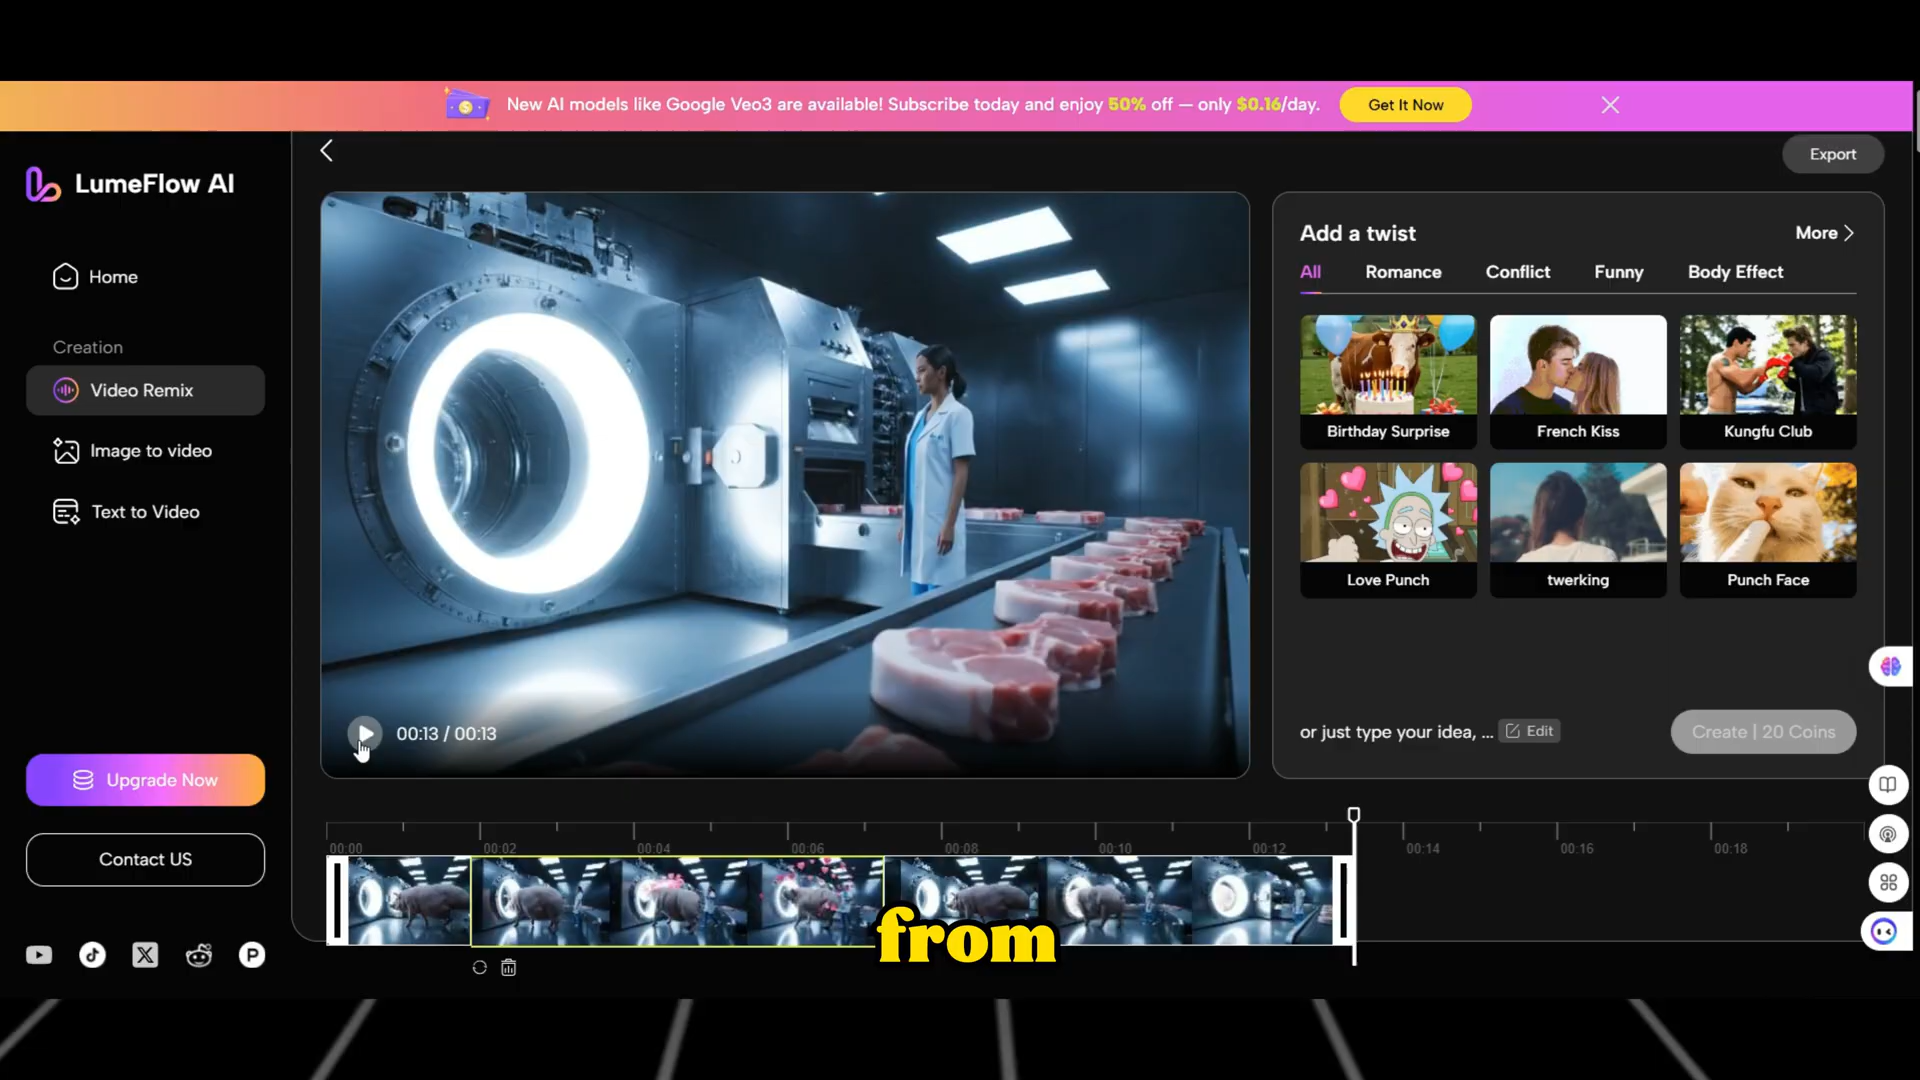 New AI models like Google Veo3 are available! Subscribe today and enjoy 50% off — only $0.16/day.
Get It Now
LumeFlow AI
Export
Home
Creation
Video Remix
Image to video
Text to Video
Upgrade Now
Contact US
00:13 / 00:13
Add a twist
More
All Romance Conflict Funny Body Effect
Birthday Surprise
French Kiss
Kungfu Club
Love Punch
twerking
Punch Face
or just type your idea, ...
Edit
Create | 20 Coins
00:00 00:02 00:04 00:06 00:08 00:10 00:12 00:14 00:16 00:18
from